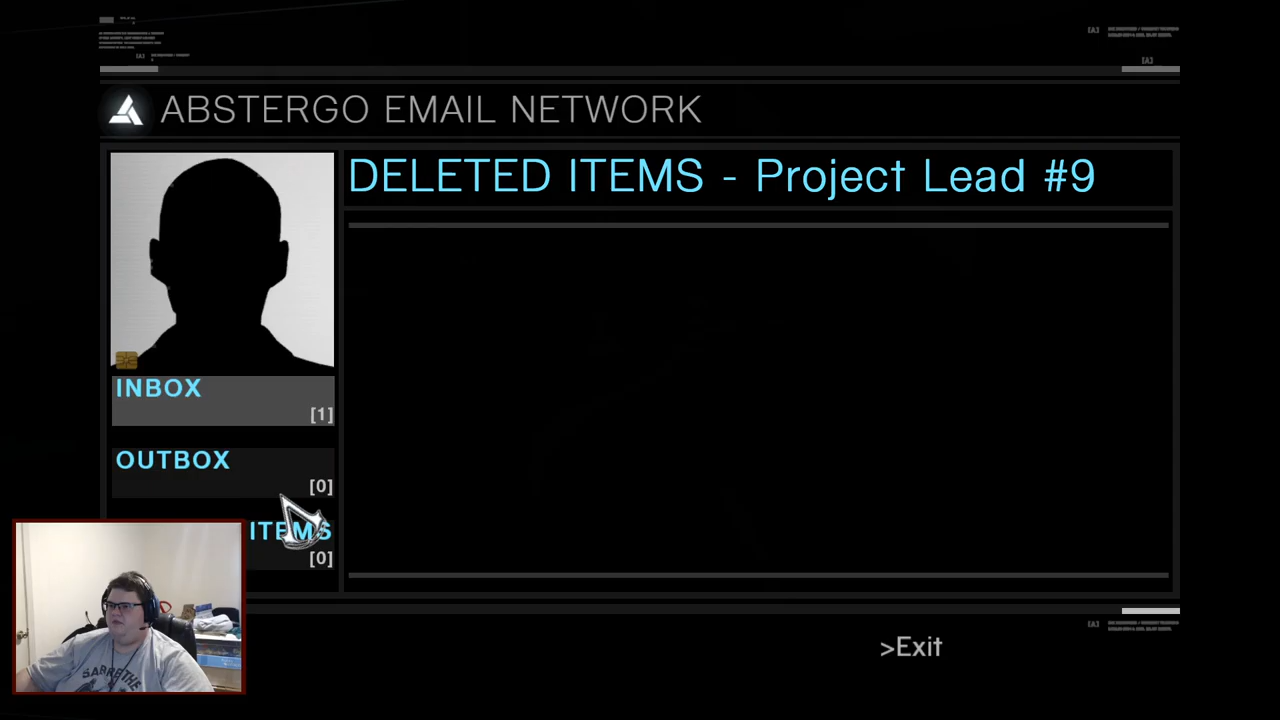 ABSTERGO EMAIL NETWORK
DELETED ITEMS - Project Lead #9
INBOX
[1]
OUTBOX
[0]
ITEMS
[0]
>Exit
[A]
[A]
[A]
[A]